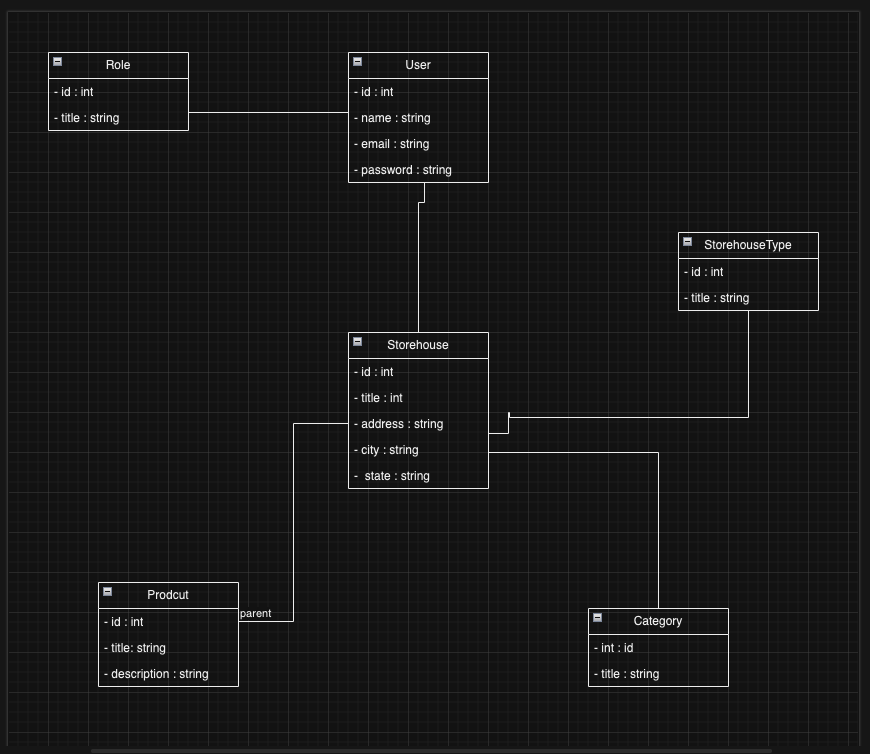 Role
- id : int
- title : string
User
- id : int
- name : string
- email : string
- password : string
StorehouseType
- id : int
- title : string
Storehouse
- id : int
- title : int
- address : string
- city : string
- state : string
Prodcut
- id : int
- title: string
- description : string
parent
Category
- int : id
- title : string